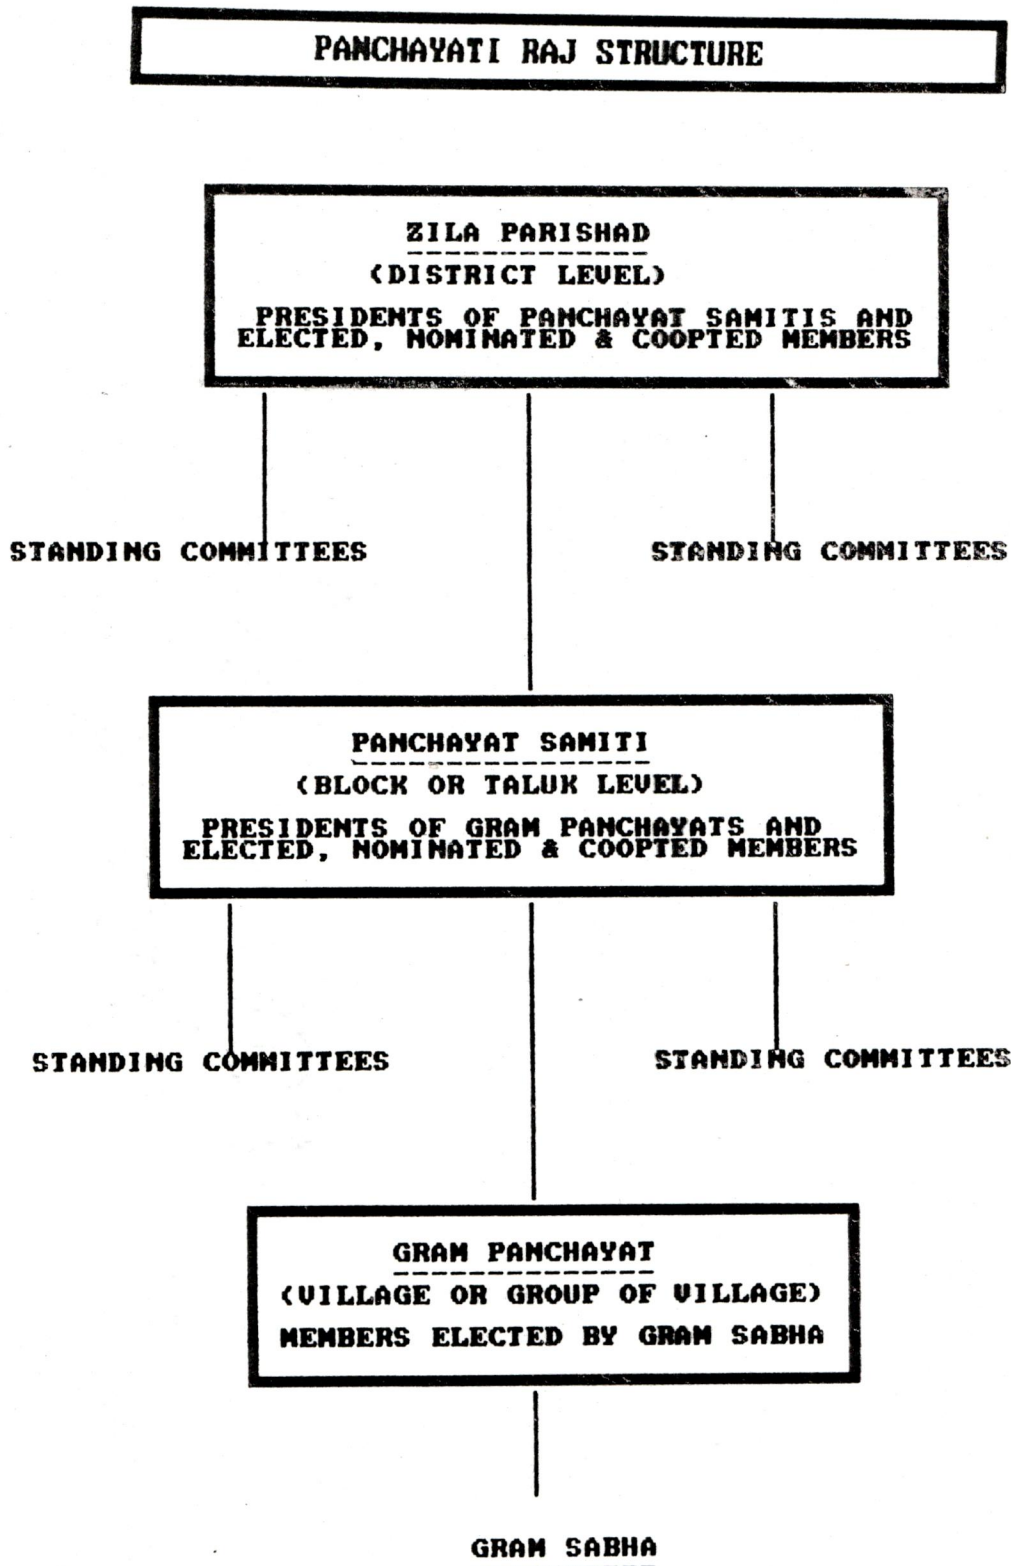 PANCHAYATI RAJ STRUCTURE
ZILA PARISHAD
(DISTRICT LEVEL)
PRESIDENTS OF PANCHAYAT SAMITIS AND
ELECTED, NOMINATED & COOPTED MEMBERS
STANDING COMMITTEES
STANDING COMMITTEES
PANCHAYAT SAMITI
(BLOCK OR TALUK LEVEL)
PRESIDENTS OF GRAM PANCHAYATS AND
ELECTED, NOMINATED & COOPTED MEMBERS
STANDING COMMITTEES
STANDING COMMITTEES
GRAM PANCHAYAT
(VILLAGE OR GROUP OF VILLAGE)
MEMBERS ELECTED BY GRAM SABHA
GRAM SABHA